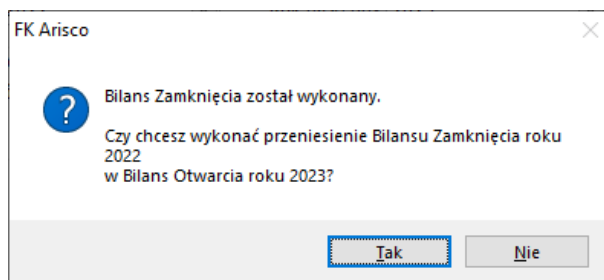 FK Arisco
Bilans Zamknięcia został wykonany.
Czy chcesz wykonać przeniesienie Bilansu Zamknięcia roku
2022
w Bilans Otwarcia roku 2023?
Tak
Nie